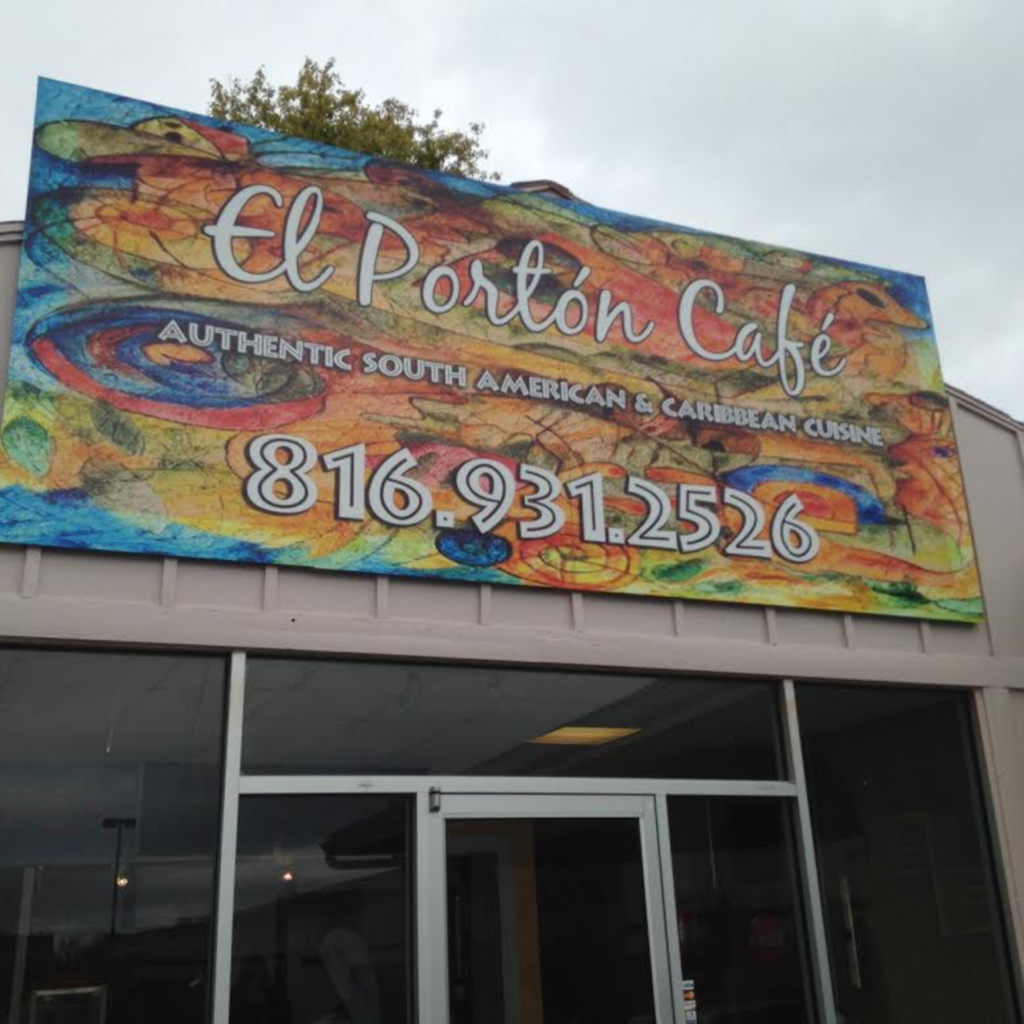 El Portón Café
AUTHENTIC SOUTH AMERICAN & CARIBBEAN CUISINE
816.931.2526